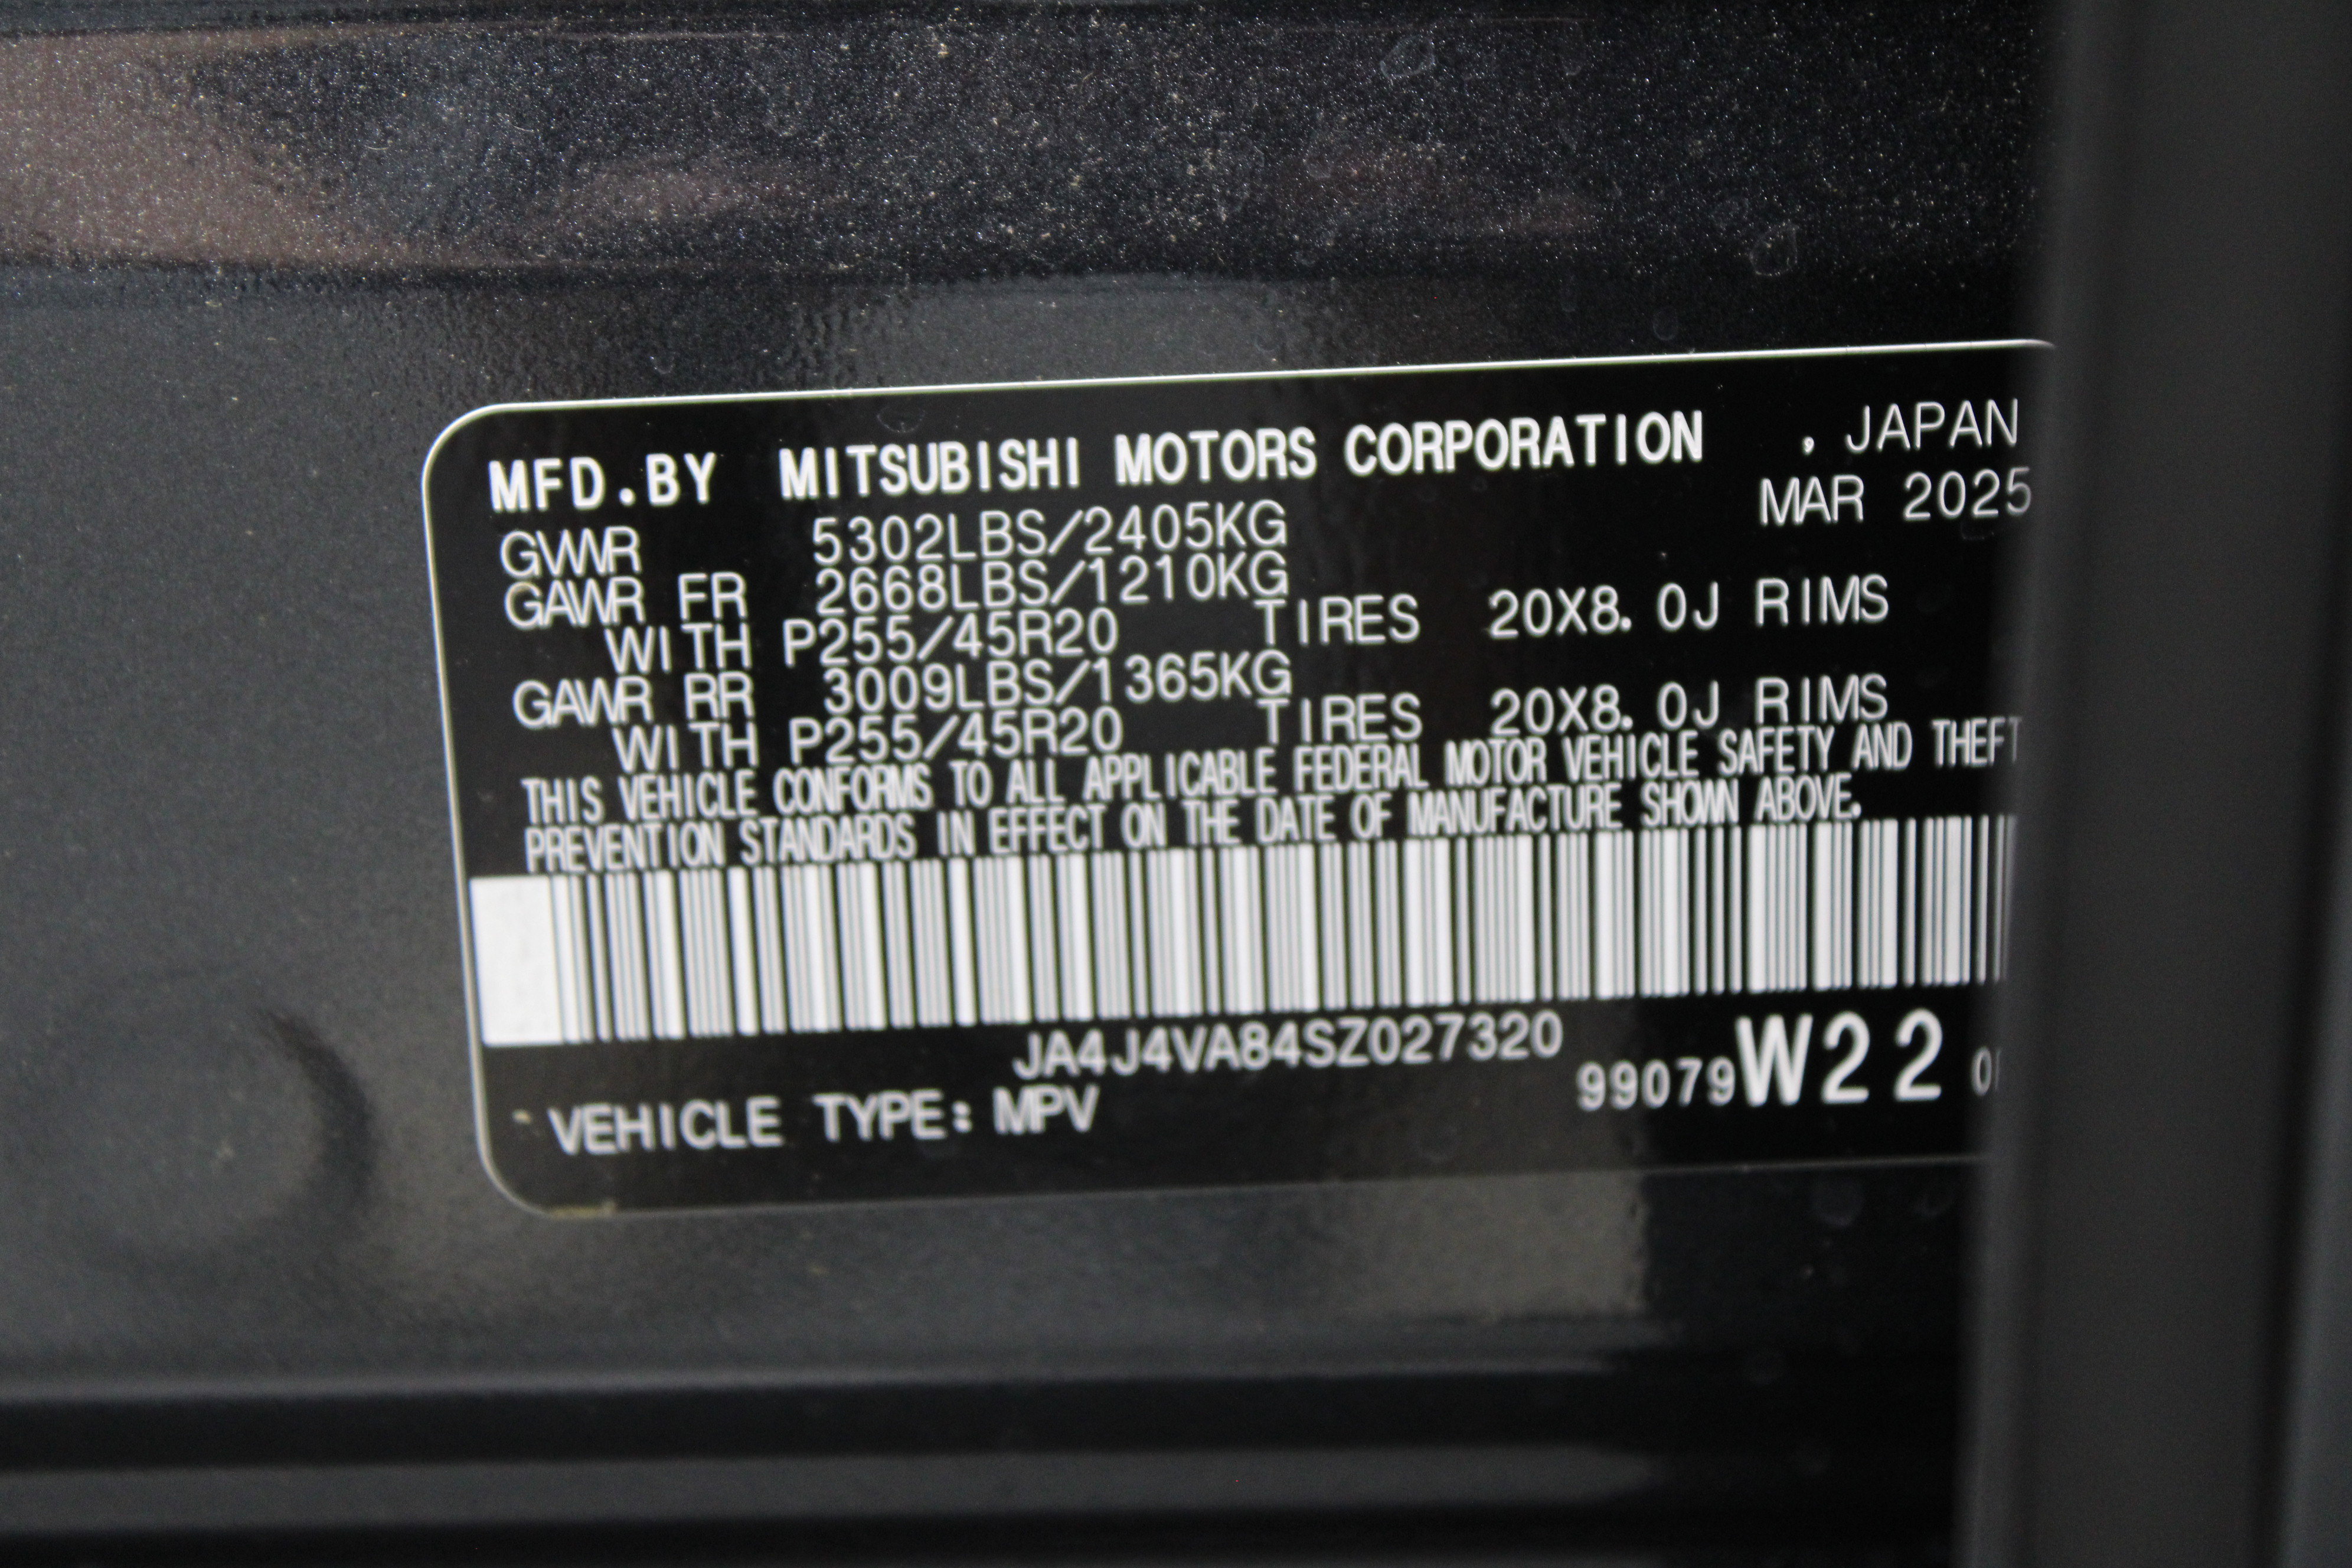 MFD.BY MITSUBISHI MOTORS CORPORATION , JAPAN
MAR 2025
GVWR 5302LBS/2405KG
GAWR FR 2668LBS/1210KG
WITH P255/45R20 TIRES 20X8.0J RIMS
GAWR RR 3009LBS/1365KG
WITH P255/45R20 TIRES 20X8.0J RIMS
THIS VEHICLE CONFORMS TO ALL APPLICABLE FEDERAL MOTOR VEHICLE SAFETY AND THEFT
PREVENTION STANDARDS IN EFFECT ON THE DATE OF MANUFACTURE SHOWN ABOVE.
JA4J4VA84SZ027320
99079 W22
VEHICLE TYPE: MPV